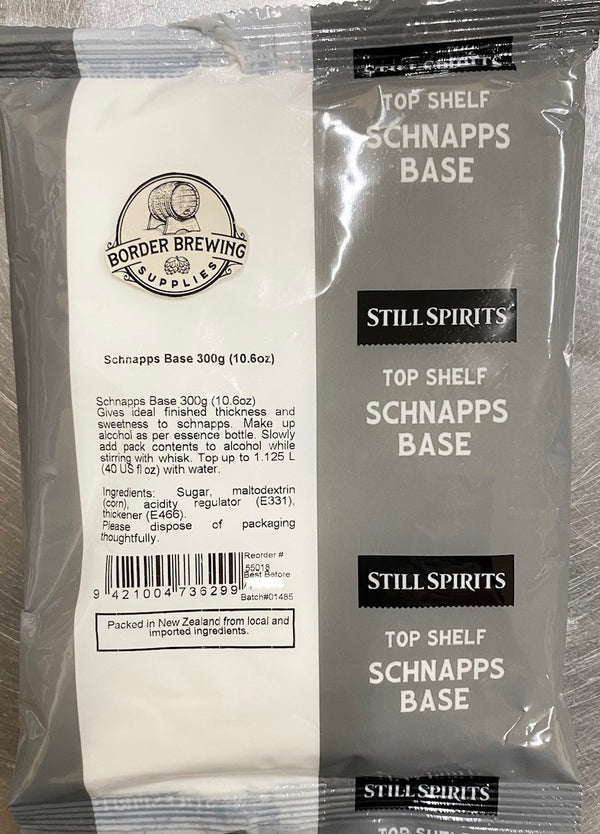 STILL SPIRITS
TOP SHELF
SCHNAPPS
BASE
BORDER BREWING
SUPPLIES
STILL SPIRITS
Schnapps Base 300g (10.6oz)
TOP SHELF
SCHNAPPS
BASE
Schnapps Base 300g (10.6oz)
Gives ideal finished thickness and
sweetness to schnapps. Make up
alcohol as per essence bottle. Slowly
add pack contents to alcohol while
stirring with whisk. Top up to 1.125 L
(40 US fl oz) with water.
Ingredients: Sugar, maltodextrin
(corn), acidity regulator (E331),
thickener (E466).
Please dispose of packaging
thoughtfully.
Reorder #
55018
Best Before
Batch#01485
9 421004 736299
Packed in New Zealand from local and
imported ingredients.
STILL SPIRITS
TOP SHELF
SCHNAPPS
BASE
STILL SPIRITS
TOP SHELF